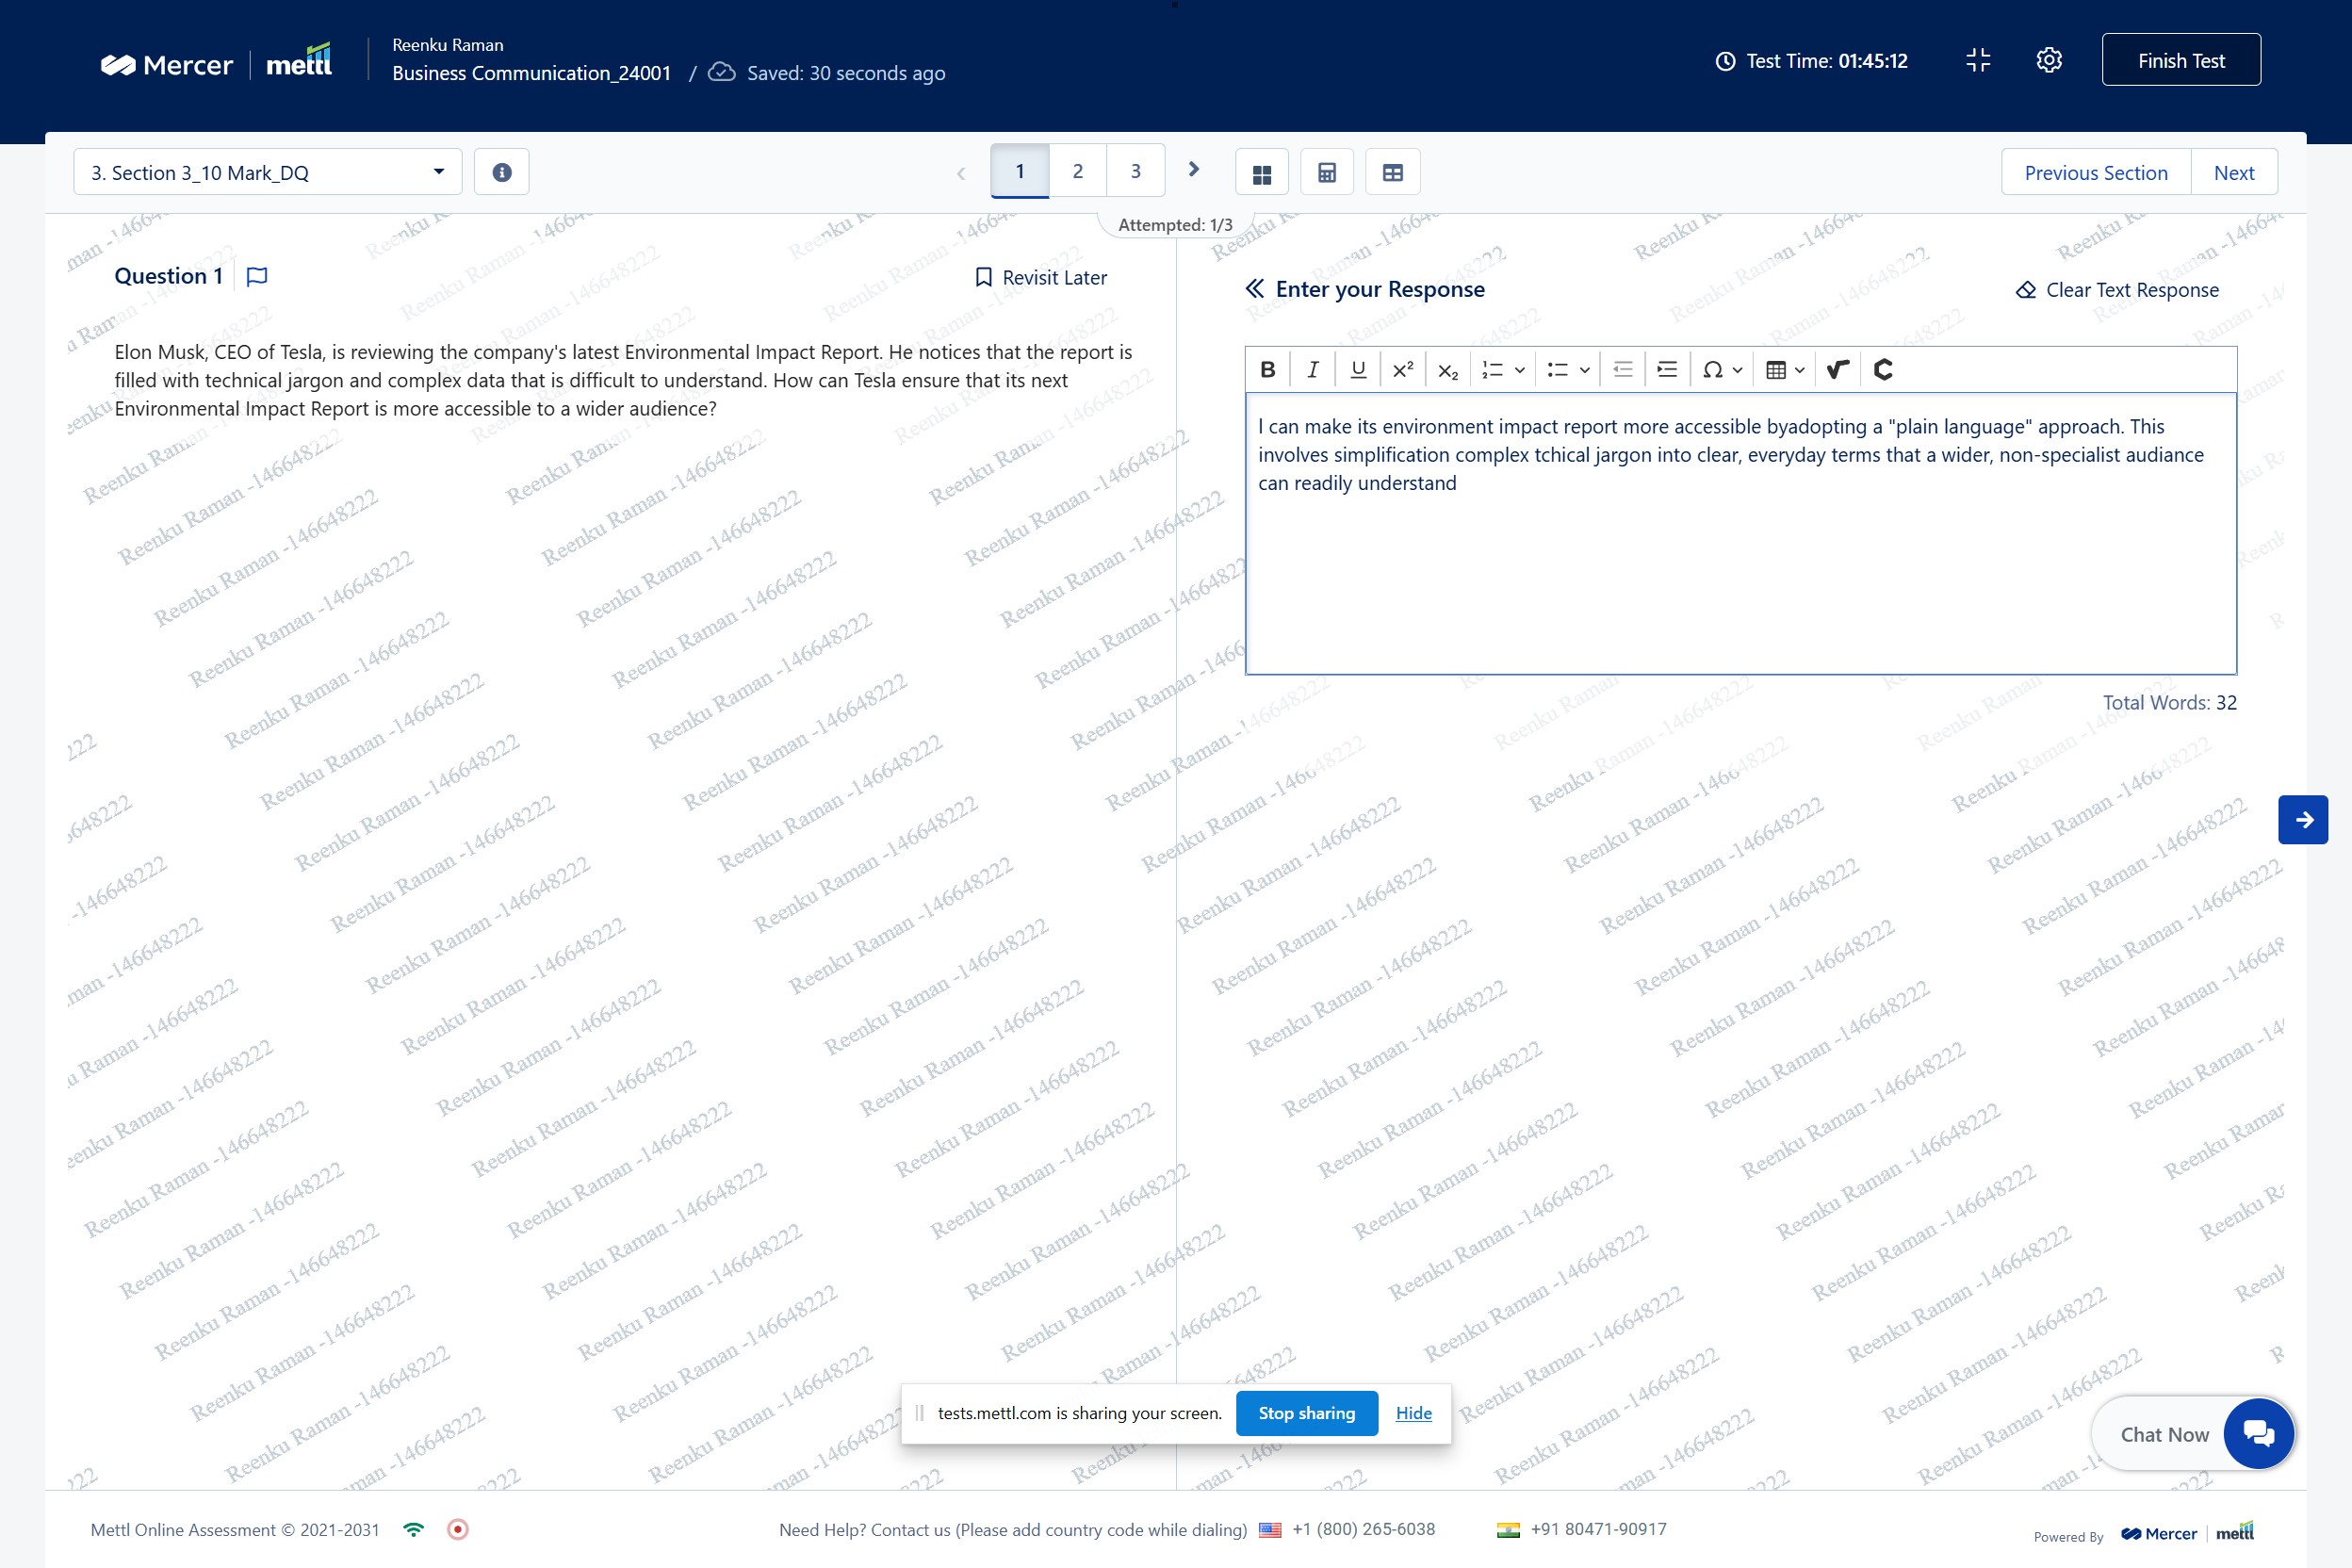 Mercer mettl
Reenku Raman
Business Communication_24001 / Saved: 30 seconds ago
Test Time: 01:45:12
Finish Test
3. Section 3_10 Mark_DQ
1 2 3
Previous Section Next
Attempted: 1/3
Question 1
Revisit Later
Elon Musk, CEO of Tesla, is reviewing the company's latest Environmental Impact Report. He notices that the report is
filled with technical jargon and complex data that is difficult to understand. How can Tesla ensure that its next
Environmental Impact Report is more accessible to a wider audience?
Enter your Response
Clear Text Response
B I U x² x₂ Ω
I can make its environment impact report more accessible byadopting a "plain language" approach. This
involves simplification complex tchical jargon into clear, everyday terms that a wider, non-specialist audiance
can readily understand
Total Words: 32
Reenku Raman -146648222
tests.mettl.com is sharing your screen. Stop sharing Hide
Chat Now
Mettl Online Assessment © 2021-2031
Need Help? Contact us (Please add country code while dialing) +1 (800) 265-6038 +91 80471-90917
Powered By Mercer mettl